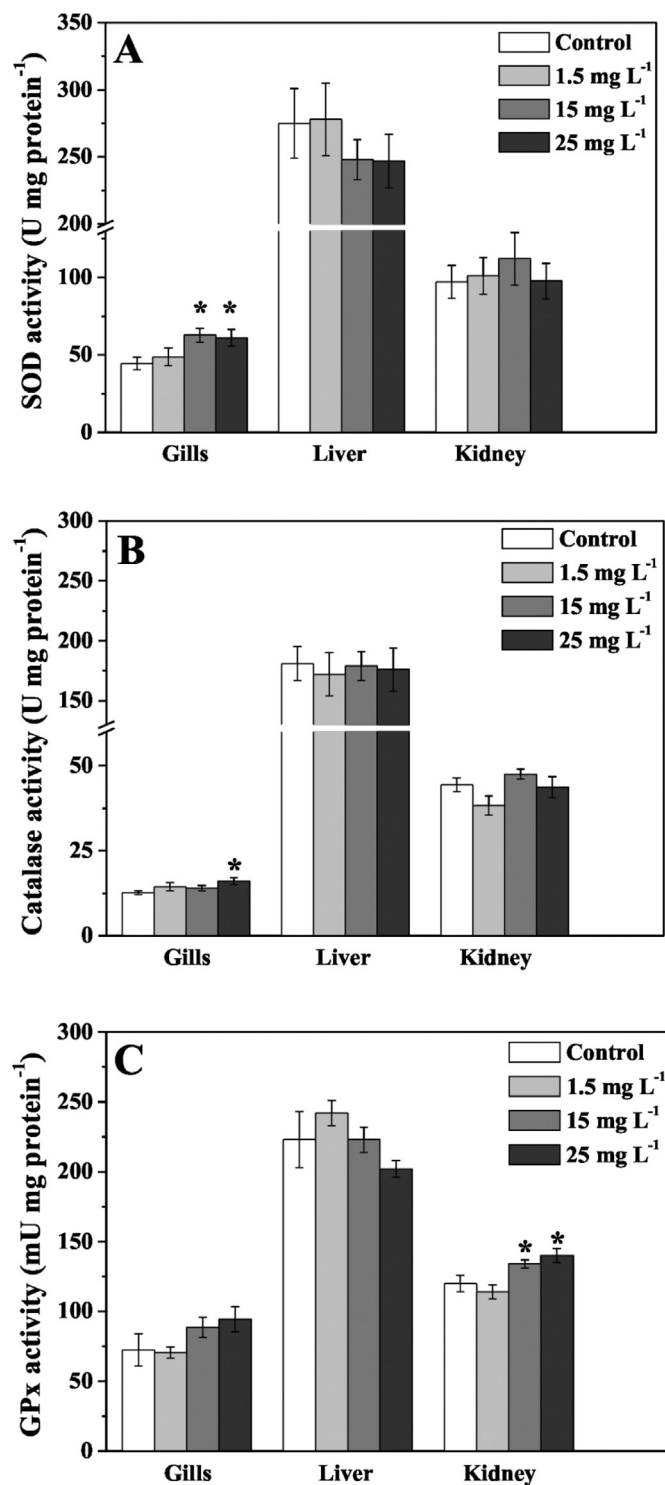 A
Control
1.5 mg L⁻¹
15 mg L⁻¹
25 mg L⁻¹
SOD activity (U mg protein⁻¹)
300
250
200
100
50
0
* *
Gills Liver Kidney
B
Control
1.5 mg L⁻¹
15 mg L⁻¹
25 mg L⁻¹
Catalase activity (U mg protein⁻¹)
300
250
200
150
50
25
0
*
Gills Liver Kidney
C
Control
1.5 mg L⁻¹
15 mg L⁻¹
25 mg L⁻¹
GPx activity (mU mg protein⁻¹)
300
250
200
150
100
50
0
* *
Gills Liver Kidney